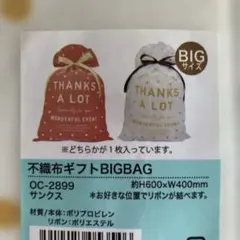 THANKS
A LOT
WONDERFUL EVENT
THANKS
A LOT
WONDERFUL EVENT
BIG
サイズ
※どちらかが1枚入っています。
不織布ギフトBIGBAG
OC-2899
サンクス
約H600×W400mm
*お好きな位置でリボンが結べます。
材質/本体:ポリプロピレン
リボン:ポリエステル